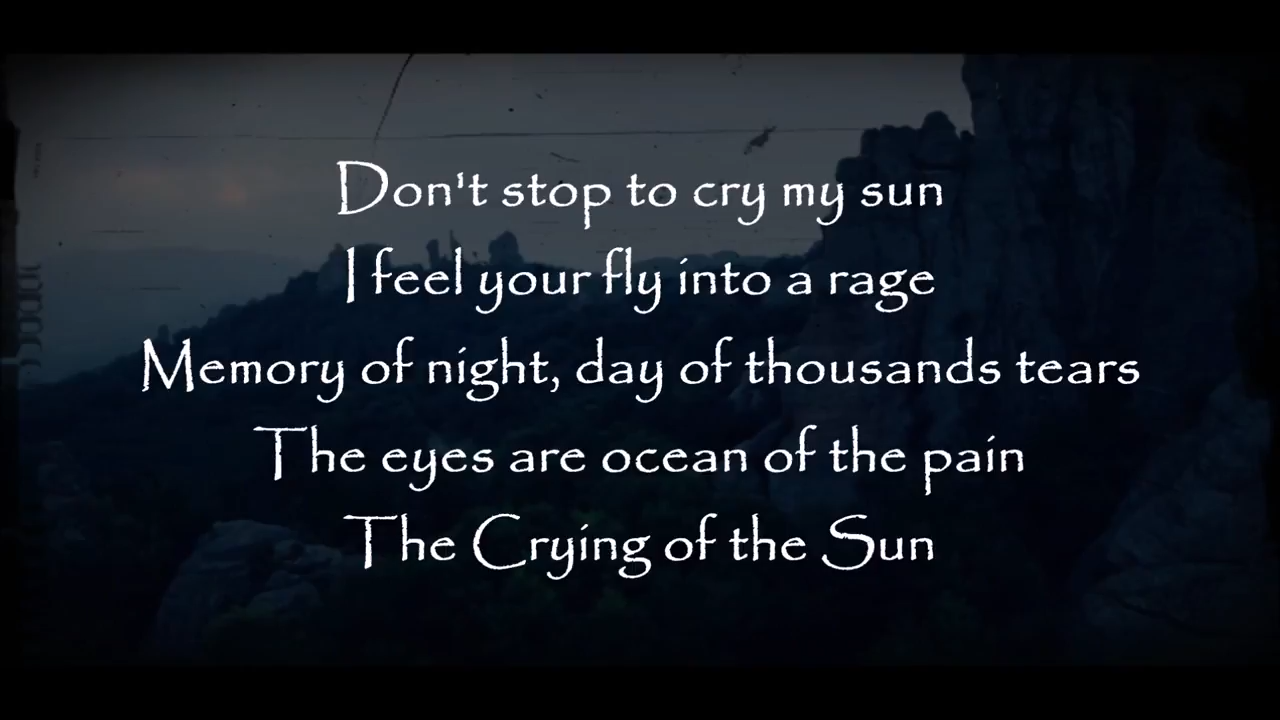 Don't stop to cry my sun
I feel your fly into a rage
Memory of night, day of thousands tears
The eyes are ocean of the pain
The Crying of the Sun